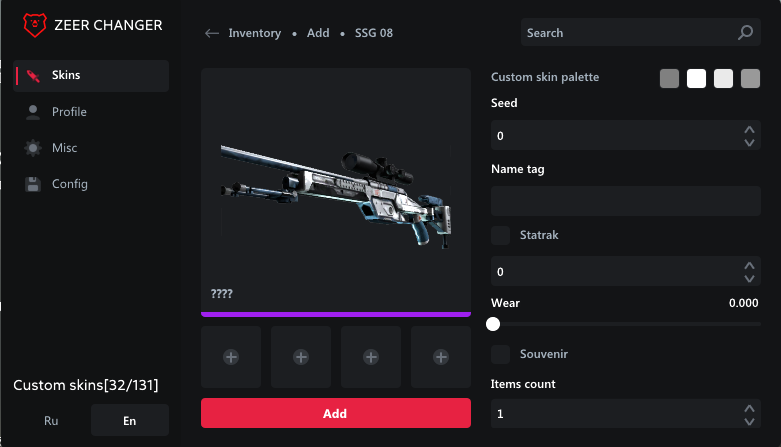 ZEER CHANGER
Skins
Profile
Misc
Config
Custom skins[32/131]
Ru En
Inventory • Add • SSG 08
Search
????
Add
Custom skin palette
Seed
0
Name tag
Statrak
0
Wear 0.000
Souvenir
Items count
1